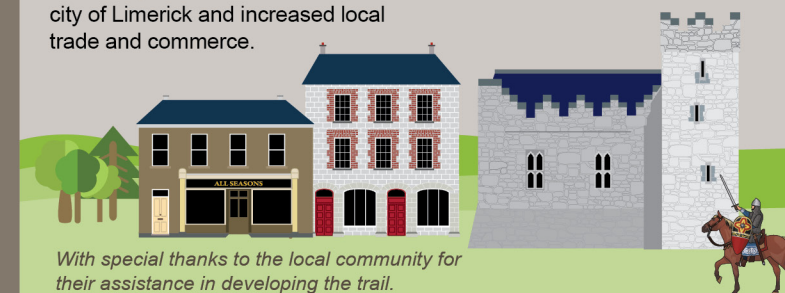 city of Limerick and increased local
trade and commerce.
ALL SEASONS
With special thanks to the local community for
their assistance in developing the trail.